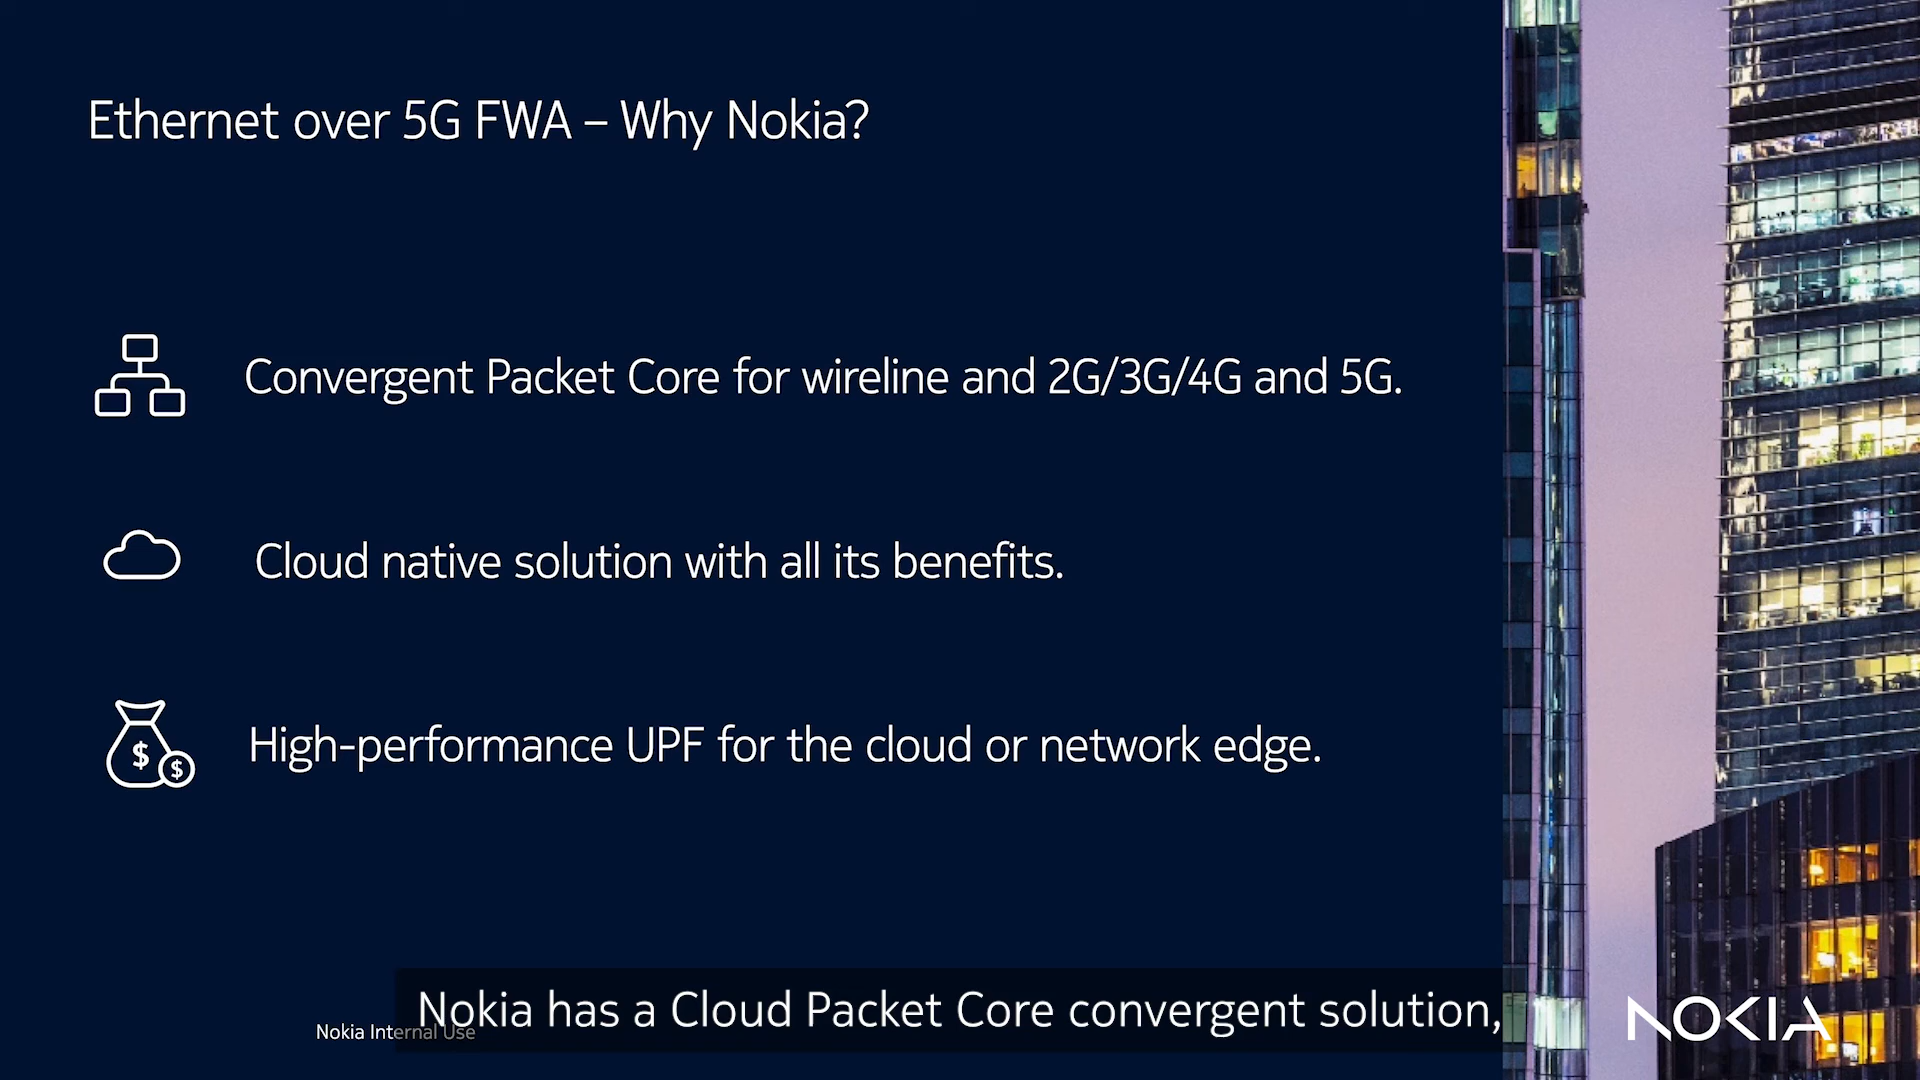 Ethernet over 5G FWA – Why Nokia?
Convergent Packet Core for wireline and 2G/3G/4G and 5G.
Cloud native solution with all its benefits.
$ $
High-performance UPF for the cloud or network edge.
Nokia has a Cloud Packet Core convergent solution,
Nokia Internal Use
NOKIA